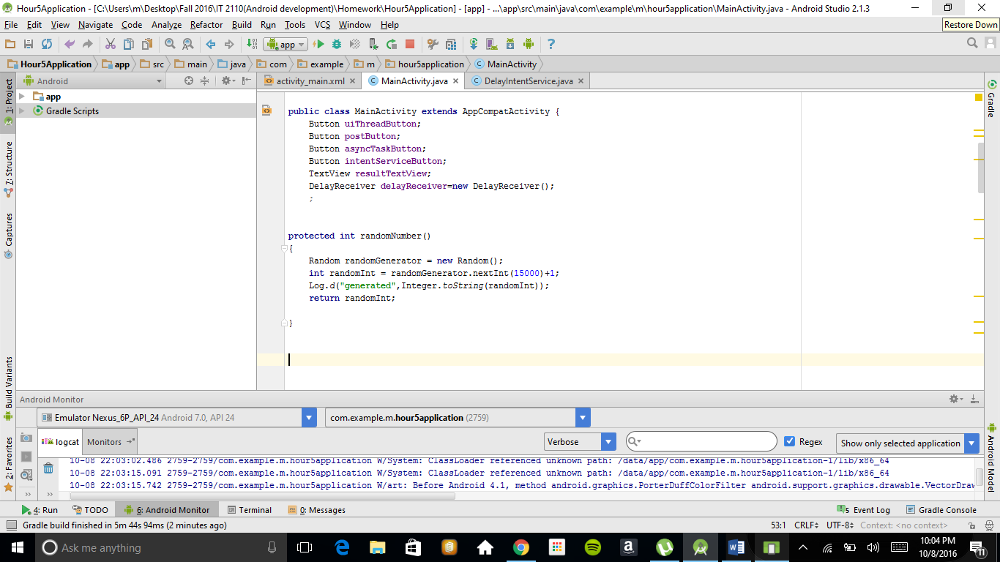 Hour5Application - [C:\Users\m\Desktop\Fall 2016\IT 2110(Android development)\Homework\Hour5Application] - [app] - ...\app\src\main\java\com\example\m\hour5application\MainActivity.java - Android Studio 2.1.3
File Edit View Navigate Code Analyze Refactor Build Run Tools VCS Window Help
Restore Down
app
Hour5Application app src main java com example m hour5application MainActivity
Android
activity_main.xml MainActivity.java DelayIntentService.java
1: Project
7: Structure
Captures
Build Variants
2: Favorites
Gradle
Android Model
app
Gradle Scripts
public class MainActivity extends AppCompatActivity {
Button uiThreadButton;
Button postButton;
Button asyncTaskButton;
Button intentServiceButton;
TextView resultTextView;
DelayReceiver delayReceiver=new DelayReceiver();
;
protected int randomNumber()
{
Random randomGenerator = new Random();
int randomInt = randomGenerator.nextInt(15000)+1;
Log.d("generated",Integer.toString(randomInt));
return randomInt;
}
Android Monitor
Emulator Nexus_6P_API_24 Android 7.0, API 24 com.example.m.hour5application (2759)
logcat Monitors Verbose Regex Show only selected application
10-08 22:03:02.486 2759-2759/com.example.m.hour5application W/System: ClassLoader referenced unknown path: /data/app/com.example.m.hour5application-1/lib/x86_64
10-08 22:03:15.091 2759-2759/com.example.m.hour5application W/System: ClassLoader referenced unknown path: /data/app/com.example.m.hour5application-1/lib/x86_64
10-08 22:03:15.742 2759-2759/com.example.m.hour5application W/art: Before Android 4.1, method android.graphics.PorterDuffColorFilter android.support.graphics.drawable.VectorDraw
4: Run TODO 6: Android Monitor Terminal 0: Messages 5 Event Log Gradle Console
Gradle build finished in 5m 44s 94ms (2 minutes ago) 53:1 CRLF UTF-8 Context: <no context>
Ask me anything
10:04 PM
10/8/2016
11